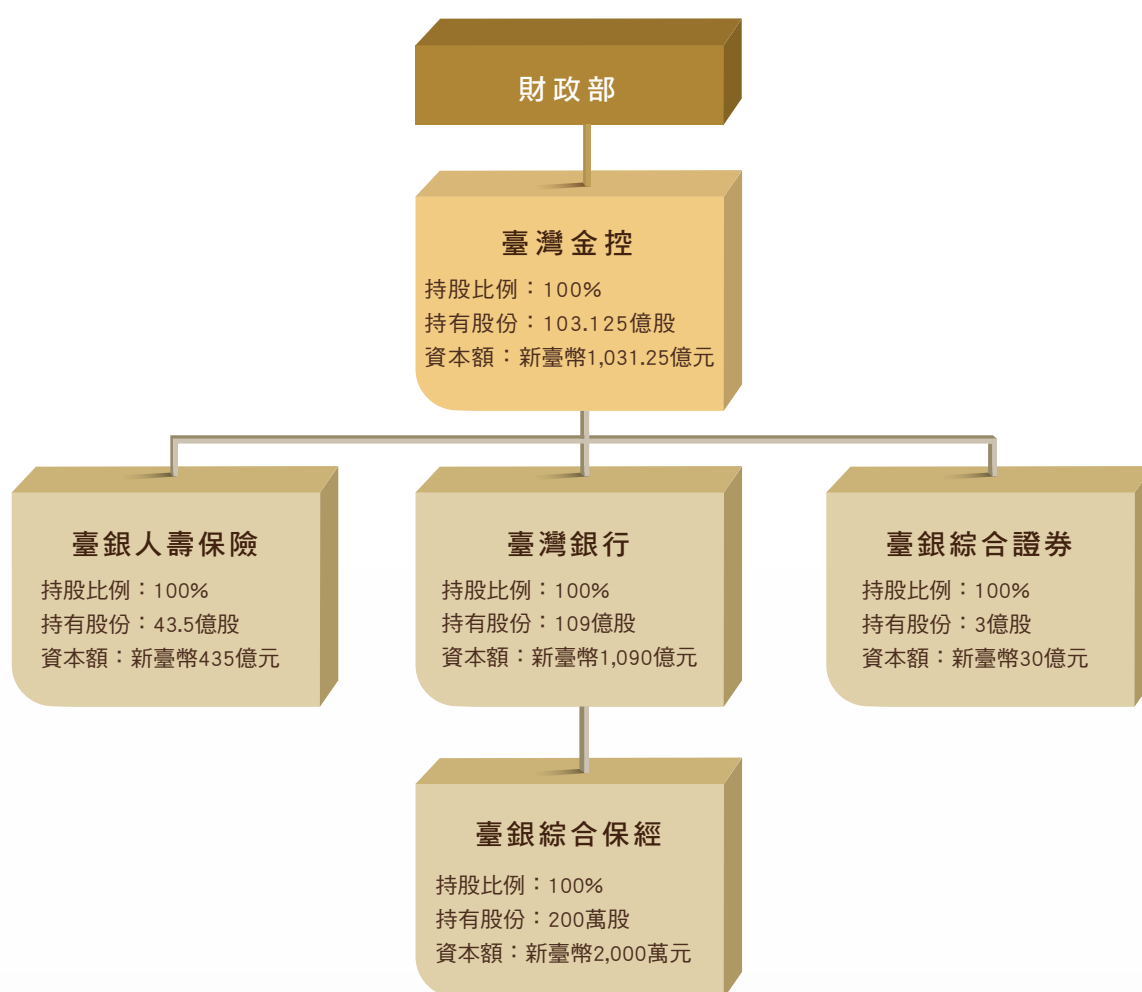 財政部
臺灣金控
持股比例：100%
持有股份：103.125億股
資本額：新臺幣1,031.25億元
臺銀人壽保險
持股比例：100%
持有股份：43.5億股
資本額：新臺幣435億元
臺灣銀行
持股比例：100%
持有股份：109億股
資本額：新臺幣1,090億元
臺銀綜合證券
持股比例：100%
持有股份：3億股
資本額：新臺幣30億元
臺銀綜合保經
持股比例：100%
持有股份：200萬股
資本額：新臺幣2,000萬元